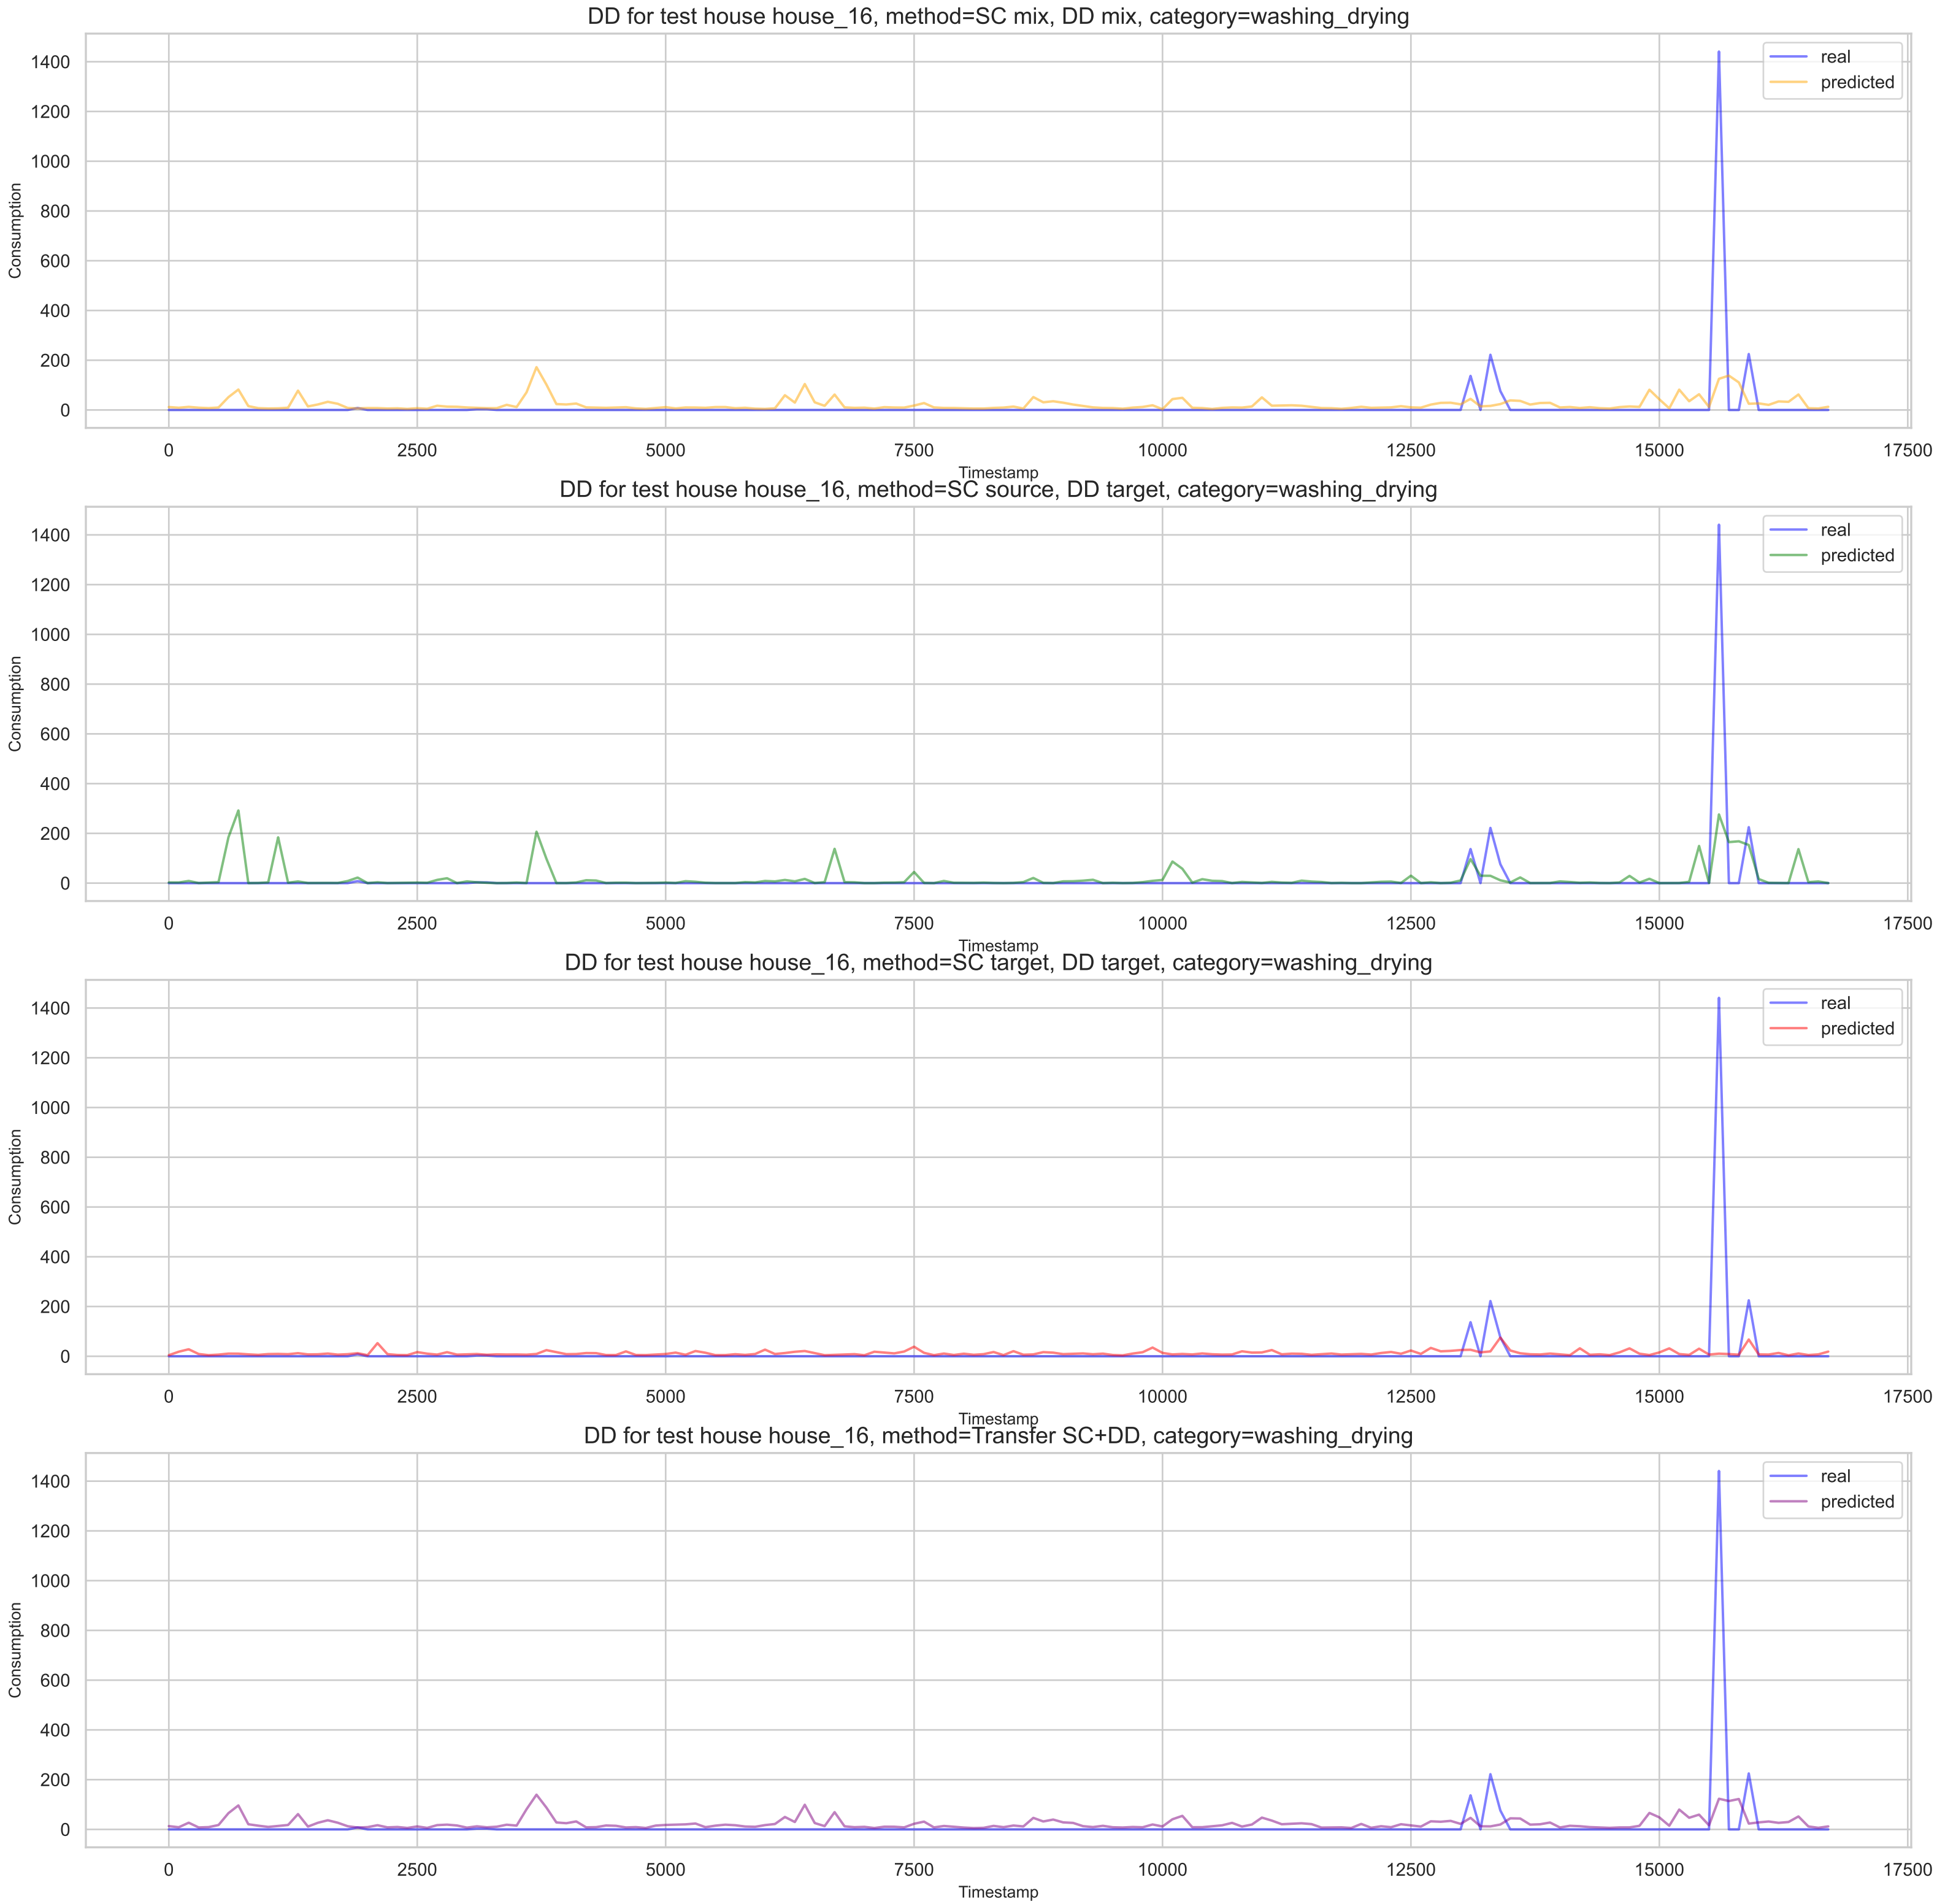 DD for test house house_16, method=SC mix, DD mix, category=washing_drying
1400
1200
1000
800
600
400
200
0
Consumption
real
predicted
0 2500 5000 7500 10000 12500 15000 17500
Timestamp
DD for test house house_16, method=SC source, DD target, category=washing_drying
1400
1200
1000
800
600
400
200
0
Consumption
real
predicted
0 2500 5000 7500 10000 12500 15000 17500
Timestamp
DD for test house house_16, method=SC target, DD target, category=washing_drying
1400
1200
1000
800
600
400
200
0
Consumption
real
predicted
0 2500 5000 7500 10000 12500 15000 17500
Timestamp
DD for test house house_16, method=Transfer SC+DD, category=washing_drying
1400
1200
1000
800
600
400
200
0
Consumption
real
predicted
0 2500 5000 7500 10000 12500 15000 17500
Timestamp